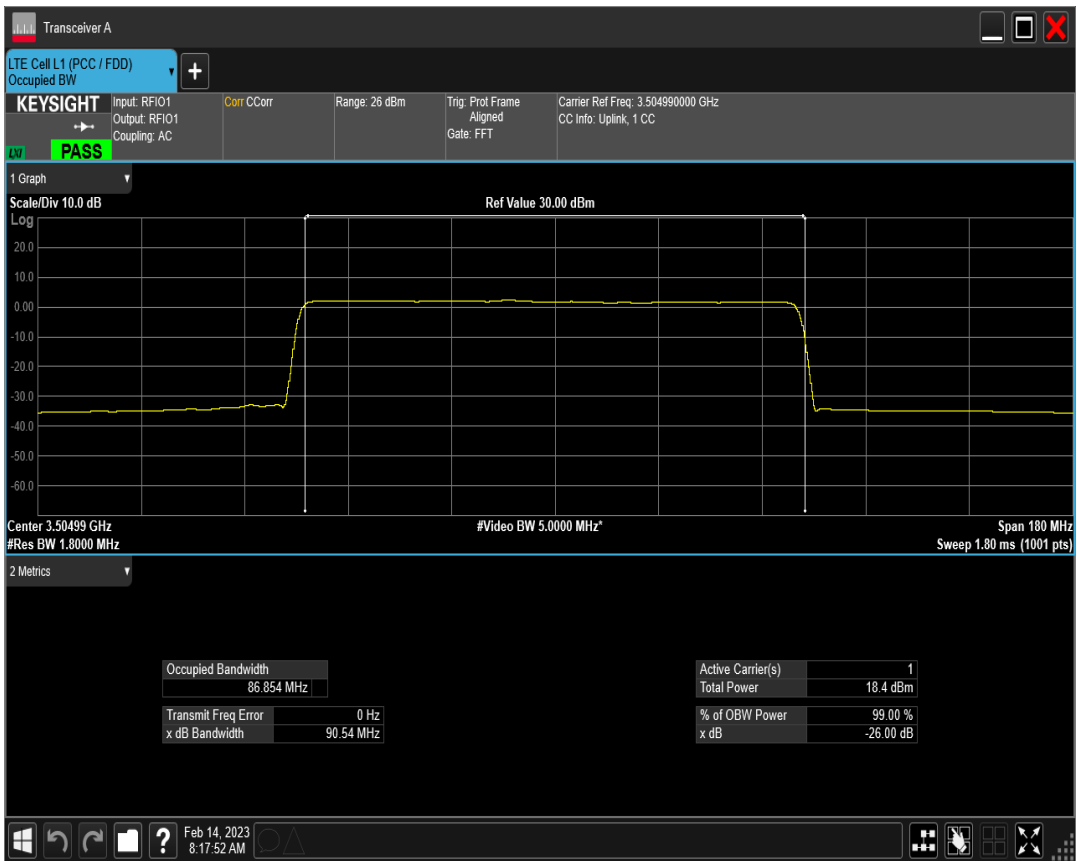 Transceiver A
LTE Cell L1 (PCC / FDD)
Occupied BW
+
KEYSIGHT
LXI
PASS
Input: RFIO1
Output: RFIO1
Coupling: AC
Corr CCorr
Range: 26 dBm
Trig: Prot Frame
Aligned
Gate: FFT
Carrier Ref Freq: 3.504990000 GHz
CC Info: Uplink, 1 CC
1 Graph
Scale/Div 10.0 dB
Ref Value 30.00 dBm
Log
20.0
10.0
0.00
-10.0
-20.0
-30.0
-40.0
-50.0
-60.0
Center 3.50499 GHz
#Video BW 5.0000 MHz*
Span 180 MHz
#Res BW 1.8000 MHz
Sweep 1.80 ms (1001 pts)
2 Metrics
Occupied Bandwidth
86.854 MHz
Transmit Freq Error 0 Hz
x dB Bandwidth 90.54 MHz
Active Carrier(s) 1
Total Power 18.4 dBm
% of OBW Power 99.00 %
x dB -26.00 dB
?
Feb 14, 2023
8:17:52 AM